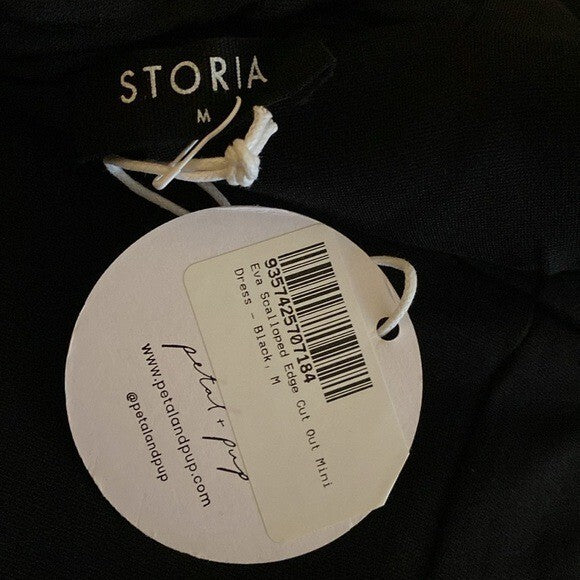 STORIA
M
9357425707184
Eva Scalloped Edge Cut Out Mini
Dress - Black, M
petal + pup
www.petalandpup.com
@petalandpup